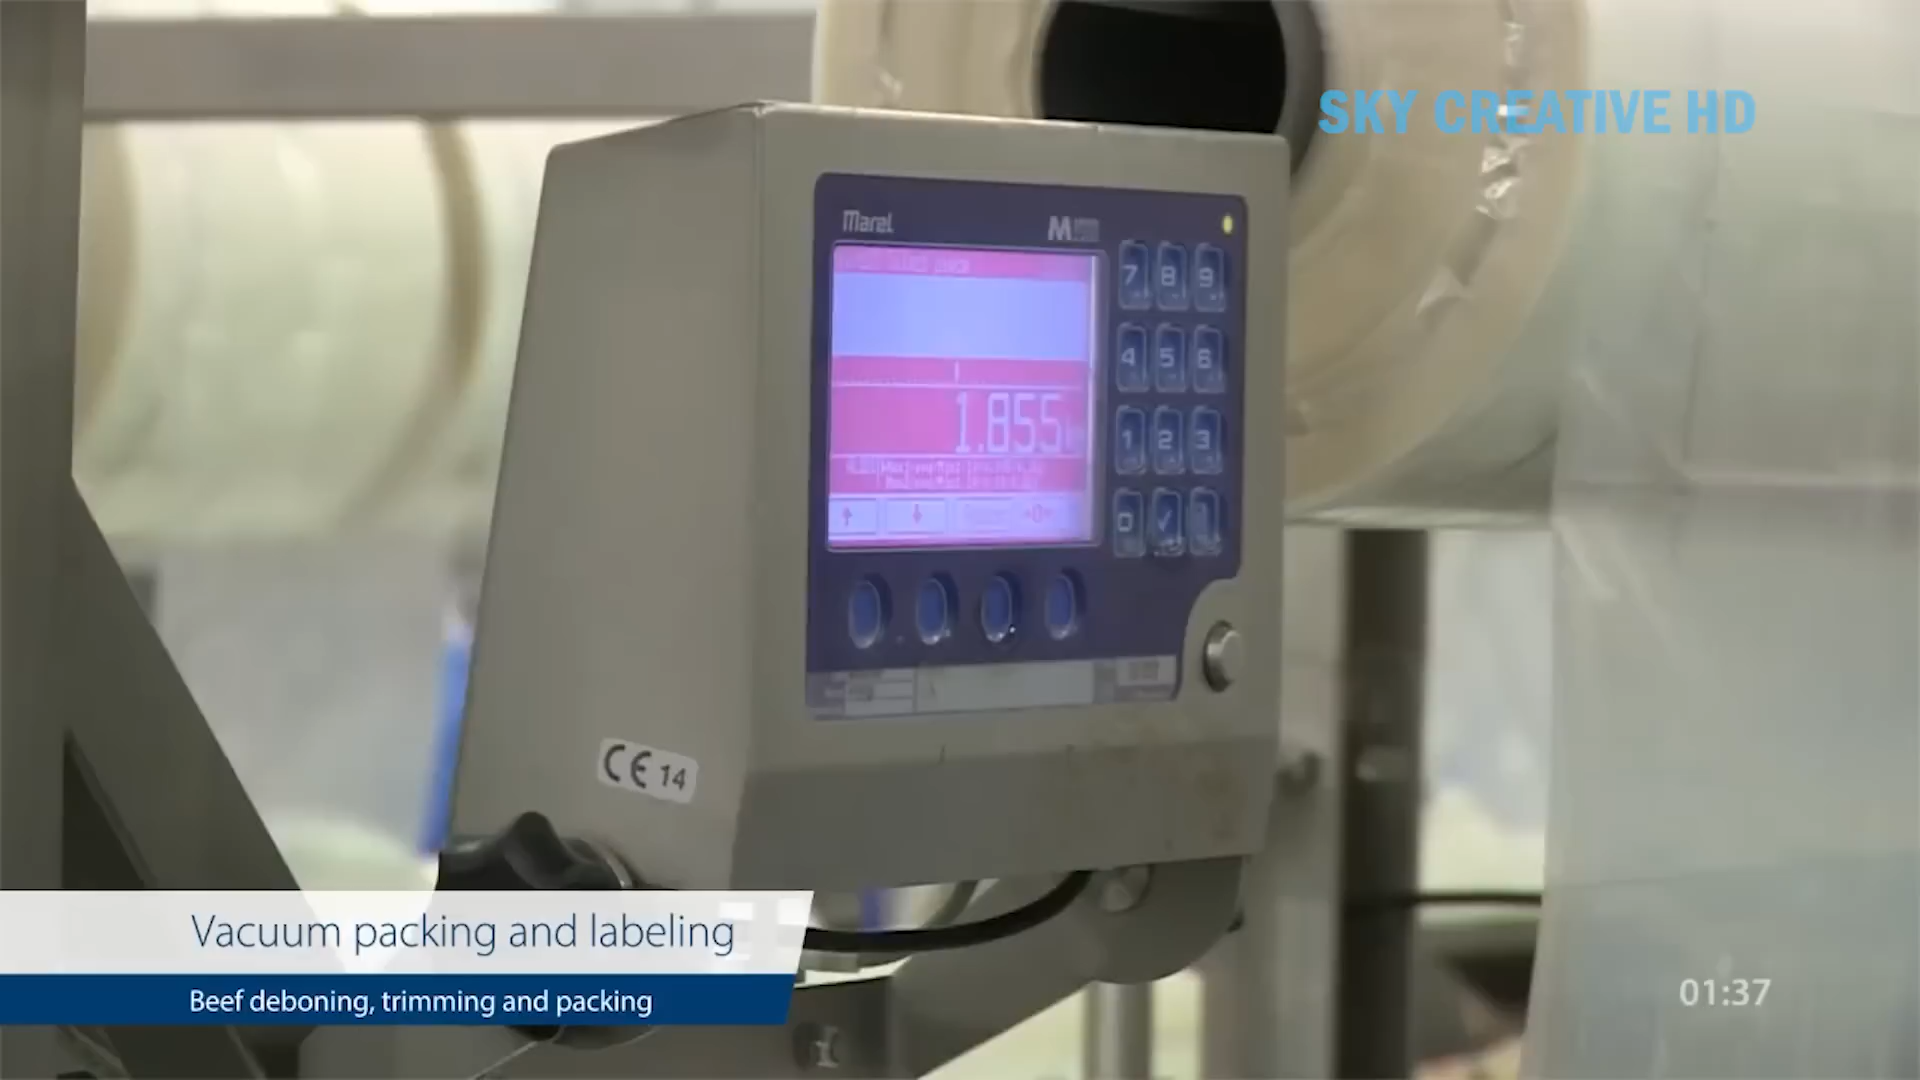 SKY CREATIVE HD
Marel
M
7 8 9
4 5 6
1.855
1 2 3
0
CE 14
Vacuum packing and labeling
Beef deboning, trimming and packing
01:37